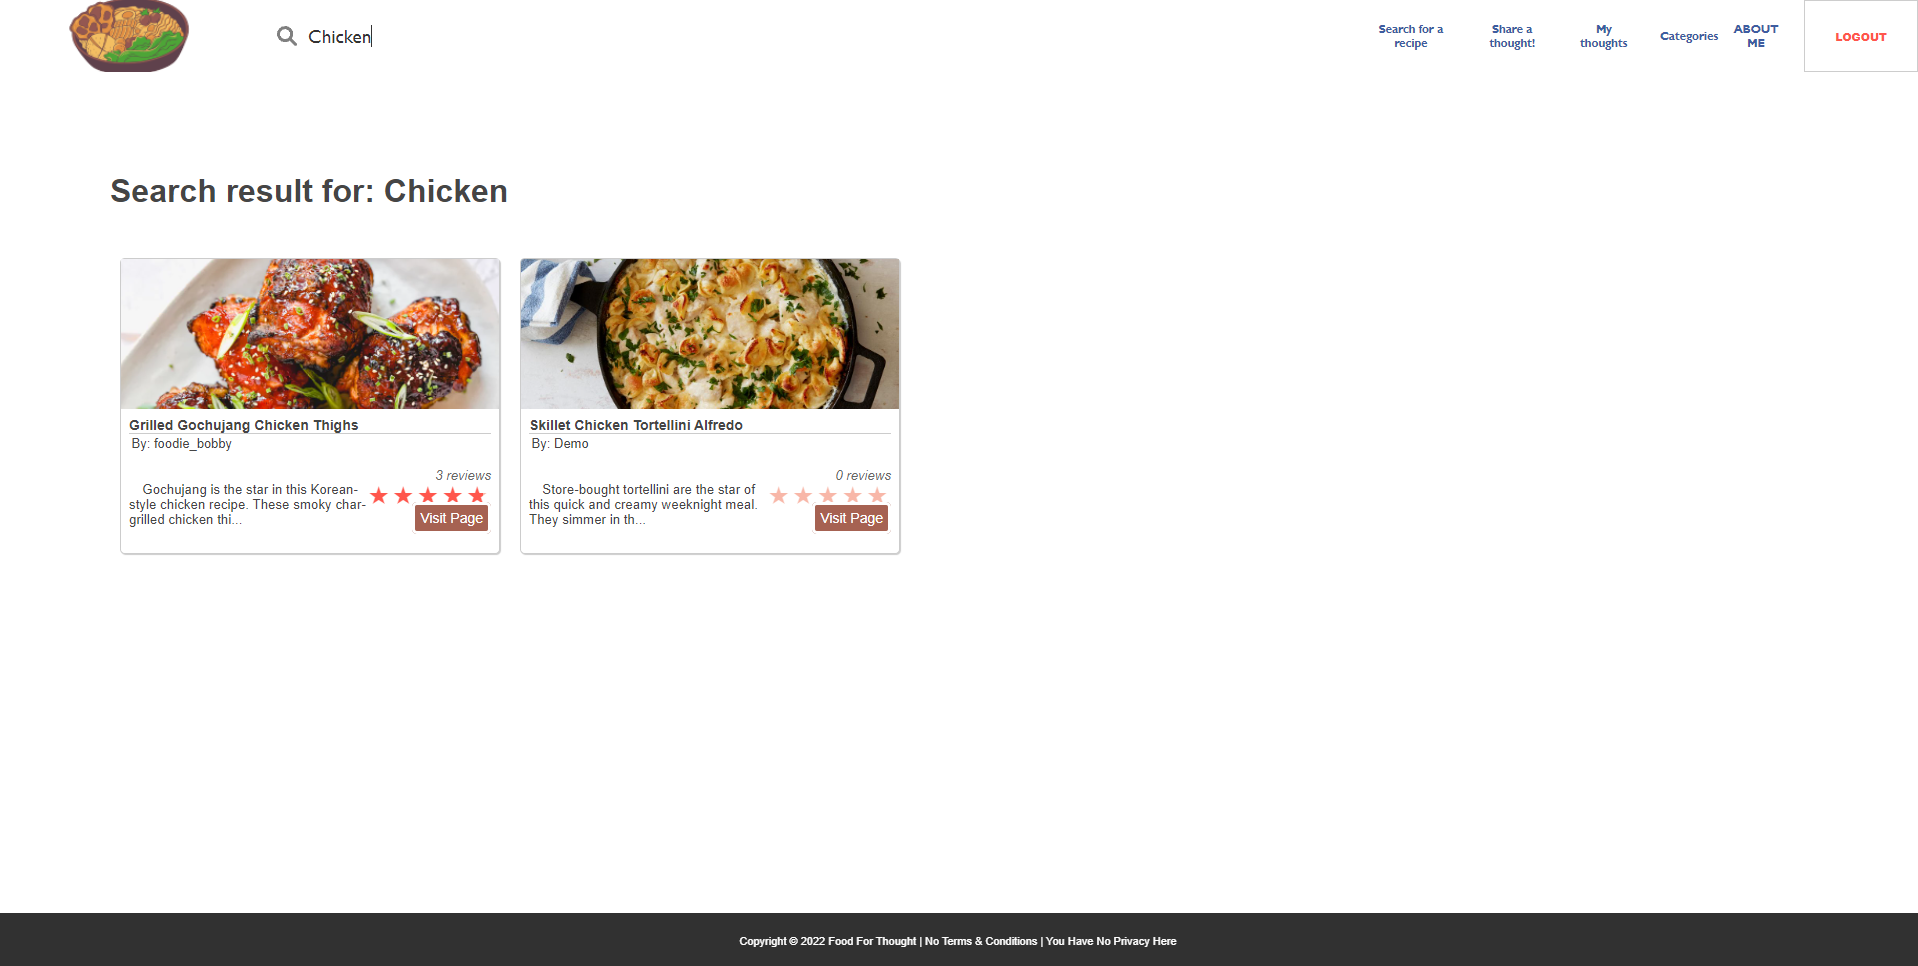 Chicken
Search for a
recipe
Share a
thought!
My
thoughts
Categories
ABOUT
ME
LOGOUT
Search result for: Chicken
Grilled Gochujang Chicken Thighs
By: foodie_bobby
3 reviews
Gochujang is the star in this Korean-
style chicken recipe. These smoky char-
grilled chicken thi...
Visit Page
Skillet Chicken Tortellini Alfredo
By: Demo
0 reviews
Store-bought tortellini are the star of
this quick and creamy weeknight meal.
They simmer in th...
Visit Page
Copyright © 2022 Food For Thought | No Terms & Conditions | You Have No Privacy Here